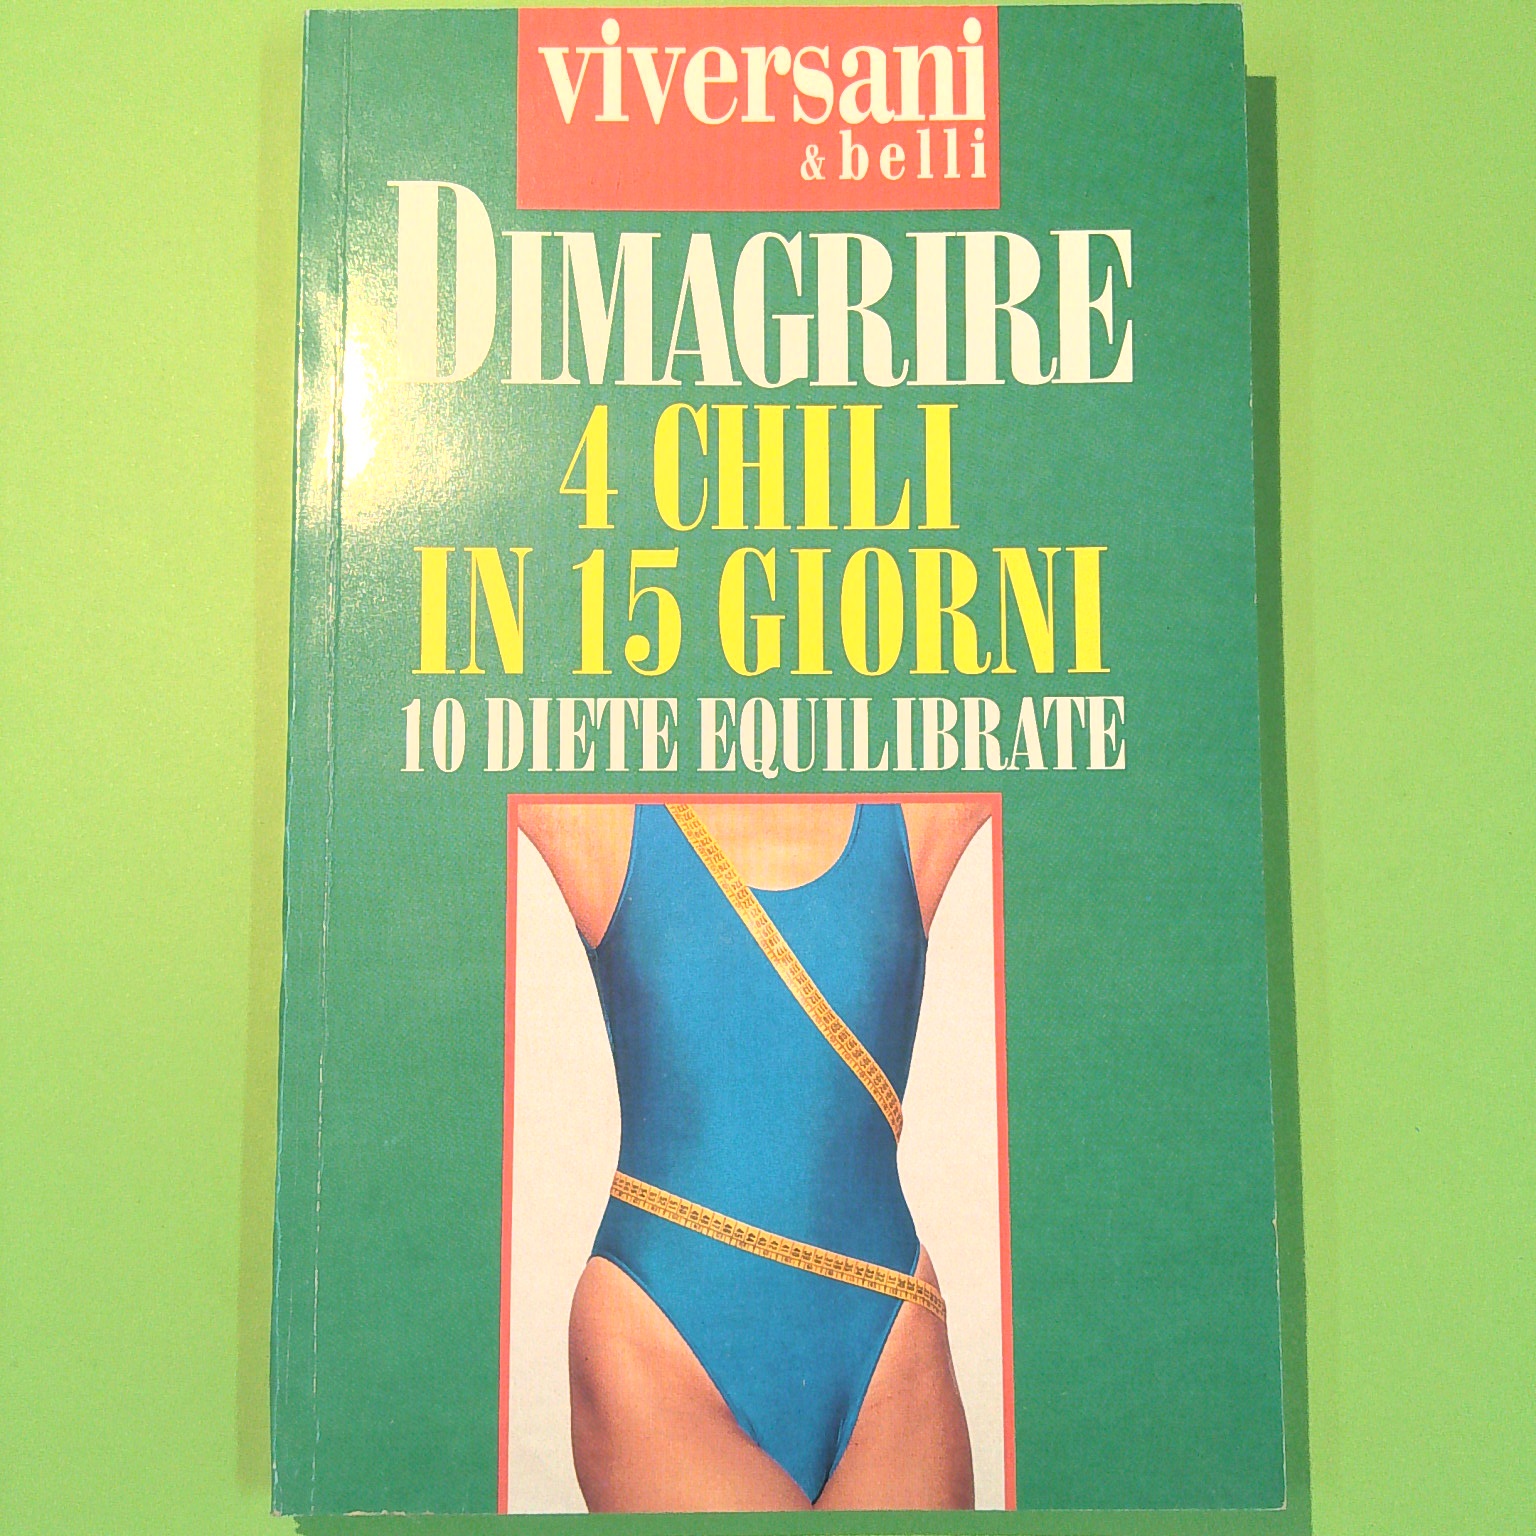 viversani
& belli
DIMAGRIRE
4 CHILI
IN 15 GIORNI
10 DIETE EQUILIBRATE